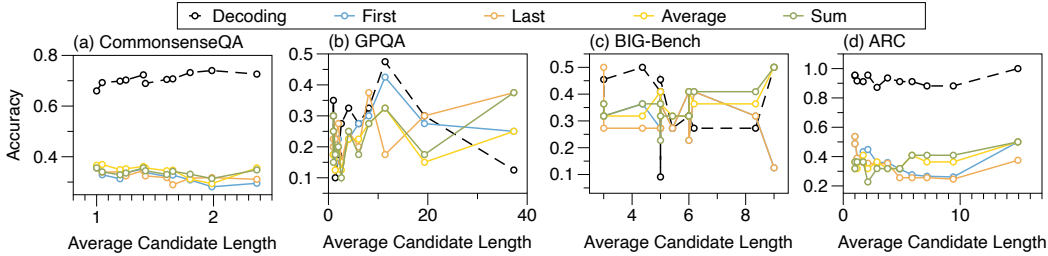 Decoding First Last Average Sum
(a) CommonsenseQA (b) GPQA (c) BIG-Bench (d) ARC
Accuracy
0.8 0.6 0.4
1 2
Average Candidate Length
0.5 0.4 0.3 0.2 0.1
0 20 40
Average Candidate Length
0.5 0.4 0.3 0.2 0.1
4 6 8
Average Candidate Length
1.0 0.8 0.6 0.4 0.2
0 10
Average Candidate Length